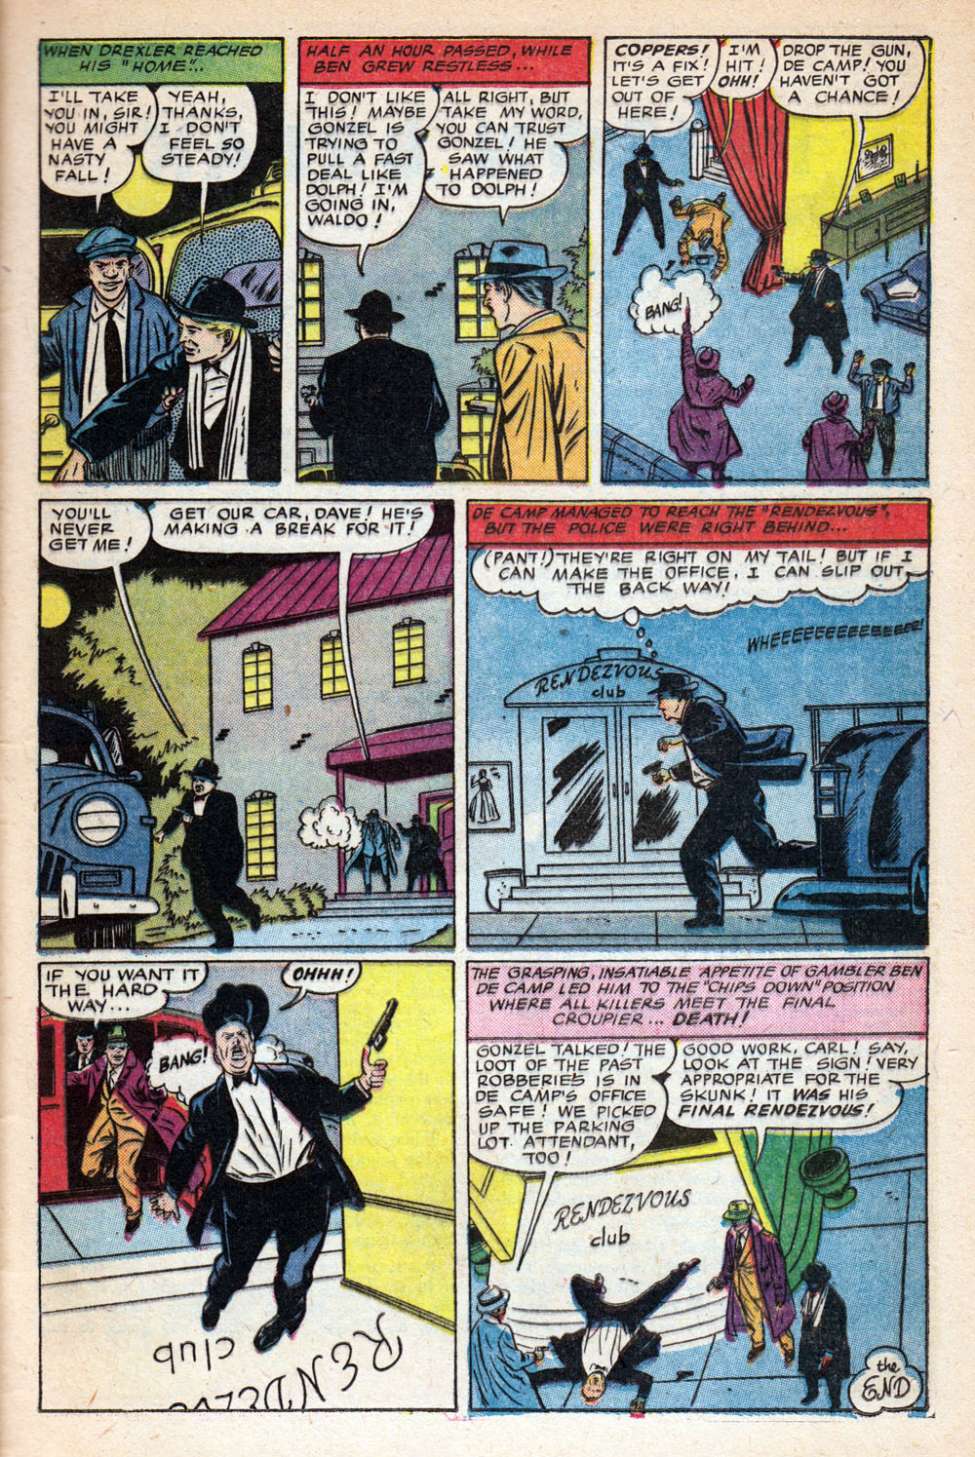 WHEN DREXLER REACHED
HIS "HOME"...
I'LL TAKE
YOU IN, SIR!
YOU MIGHT
HAVE A
NASTY
FALL!
YEAH,
THANKS,
I DON'T
FEEL SO
STEADY!
HALF AN HOUR PASSED, WHILE
BEN GREW RESTLESS...
I DON'T LIKE
THIS! MAYBE
GONZEL IS
TRYING TO
PULL A FAST
DEAL LIKE
DOLPH! I'M
GOING IN,
WALDO!
ALL RIGHT, BUT
TAKE MY WORD,
YOU CAN TRUST
GONZEL! HE
SAW WHAT
HAPPENED
TO DOLPH!
COPPERS!
IT'S A FIX!
LET'S GET
OUT OF
HERE!
I'M
HIT!
OHH!
DROP THE GUN,
DE CAMP! YOU
HAVEN'T GOT
A CHANCE!
BANG!
YOU'LL
NEVER
GET ME!
GET OUR CAR, DAVE! HE'S
MAKING A BREAK FOR IT!
DE CAMP MANAGED TO REACH THE "RENDEZVOUS",
BUT THE POLICE WERE RIGHT BEHIND...
(PANT!) THEY'RE RIGHT ON MY TAIL! BUT IF I
CAN MAKE THE OFFICE, I CAN SLIP OUT
THE BACK WAY!
WHEEEEEEEEEEEEEEE!
RENDEZVOUS
club
IF YOU WANT IT
THE HARD
WAY...
OHHH!
BANG!
club
RENDEZVOUS
THE GRASPING, INSATIABLE APPETITE OF GAMBLER BEN
DE CAMP LED HIM TO THE "CHIPS DOWN" POSITION
WHERE ALL KILLERS MEET THE FINAL
CROUPIER... DEATH!
GONZEL TALKED! THE
LOOT OF THE PAST
ROBBERIES IS IN
DE CAMP'S OFFICE
SAFE! WE PICKED
UP THE PARKING
LOT ATTENDANT,
TOO!
GOOD WORK, CARL! SAY,
LOOK AT THE SIGN! VERY
APPROPRIATE FOR THE
SKUNK! IT WAS HIS
FINAL RENDEZVOUS!
RENDEZVOUS
club
the
END